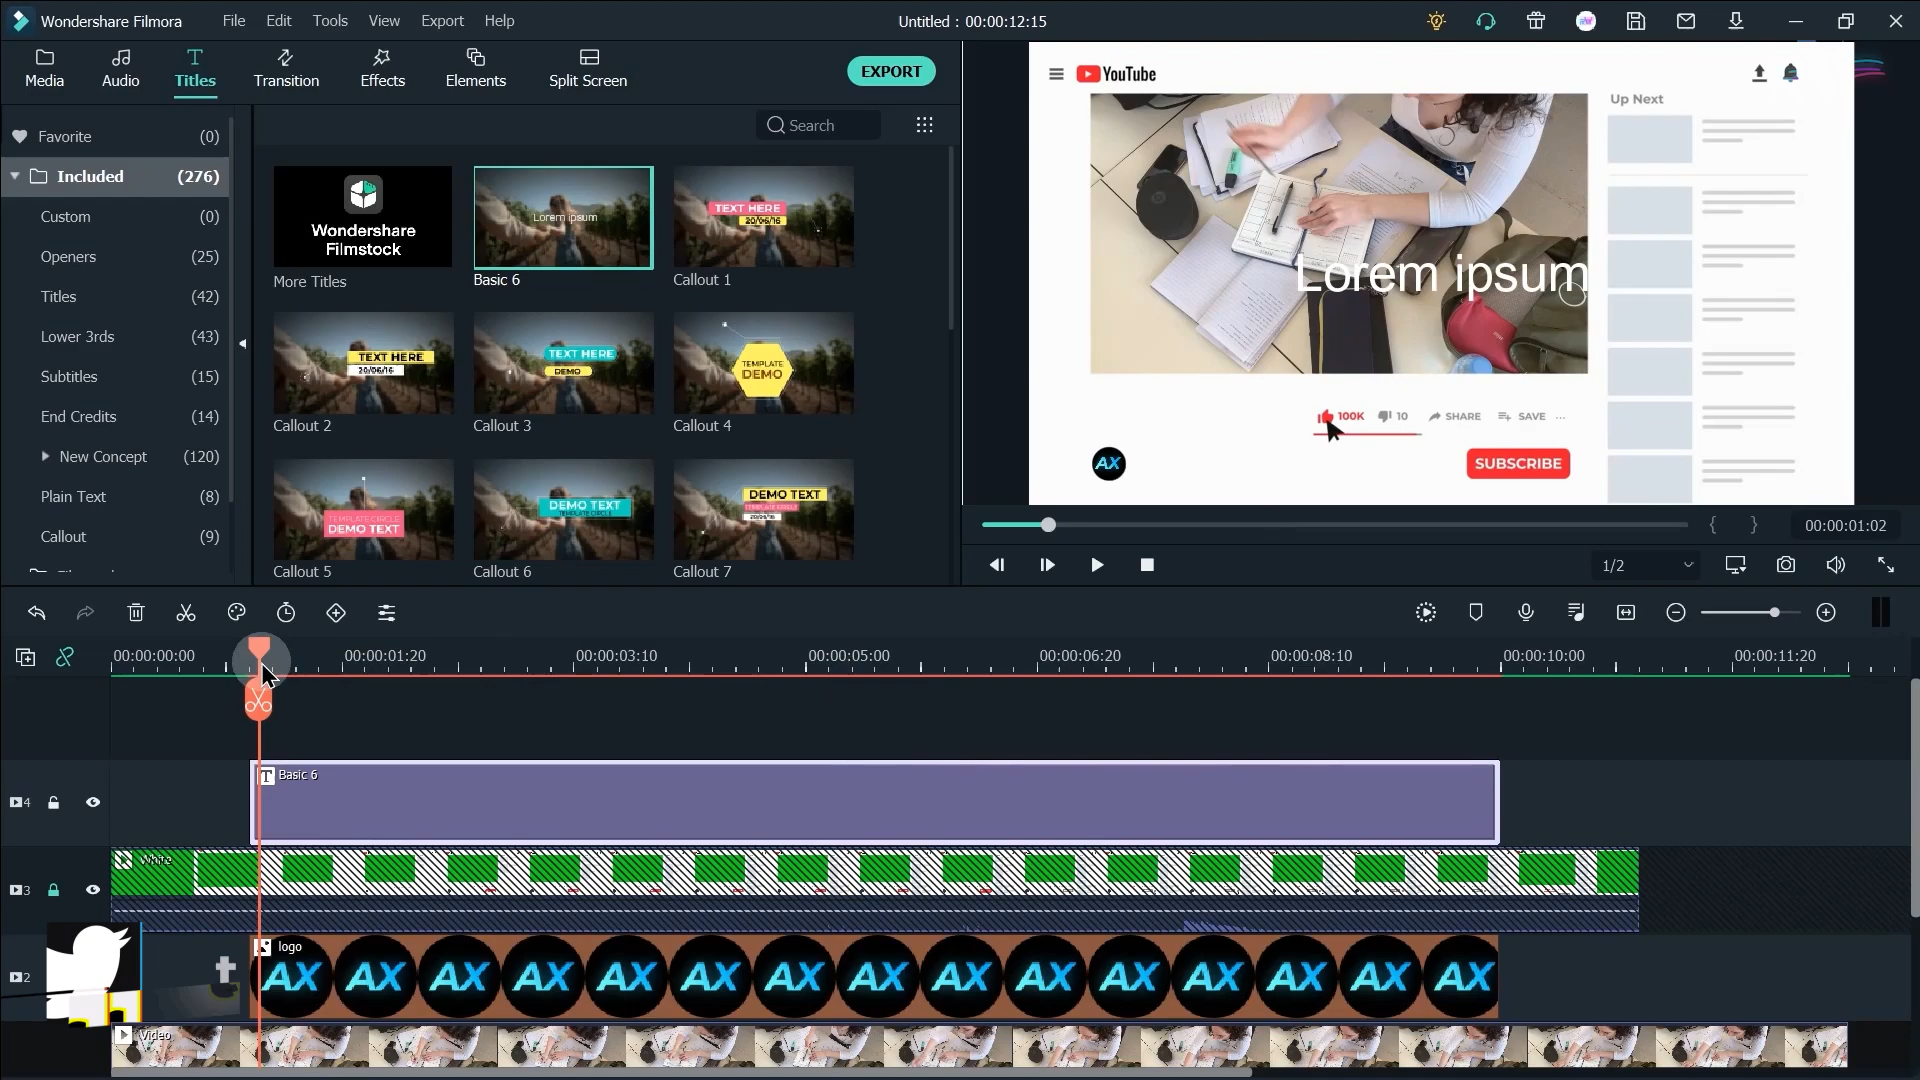 Wondershare Filmora
File Edit Tools View Export Help
Untitled : 00:00:12:15
Media Audio Titles Transition Effects Elements Split Screen
EXPORT
Favorite (0)
Included (276)
Custom (0)
Openers (25)
Titles (42)
Lower 3rds (43)
Subtitles (15)
End Credits (14)
New Concept (120)
Plain Text (8)
Callout (9)
Search
Wondershare
Filmstock
More Titles
Lorem ipsum
Basic 6
TEXT HERE
20/06/16
Callout 1
TEXT HERE
20/06/16
Callout 2
TEXT HERE
DEMO
Callout 3
TEMPLATE
DEMO
Callout 4
TEMPLATE CIRCLE
DEMO TEXT
Callout 5
DEMO TEXT
TEMPLATE CIRCLE
Callout 6
DEMO TEXT
Callout 7
YouTube
Up Next
Lorem ipsum
100K 10 SHARE SAVE ...
AX
SUBSCRIBE
{ } 00:00:01:02
1/2
00:00:00:00 00:00:01:20 00:00:03:10 00:00:05:00 00:00:06:20 00:00:08:10 00:00:10:00 00:00:11:20
4
T Basic 6
3
White
2
logo
AX AX AX AX AX AX AX AX AX AX AX AX AX AX AX
Video